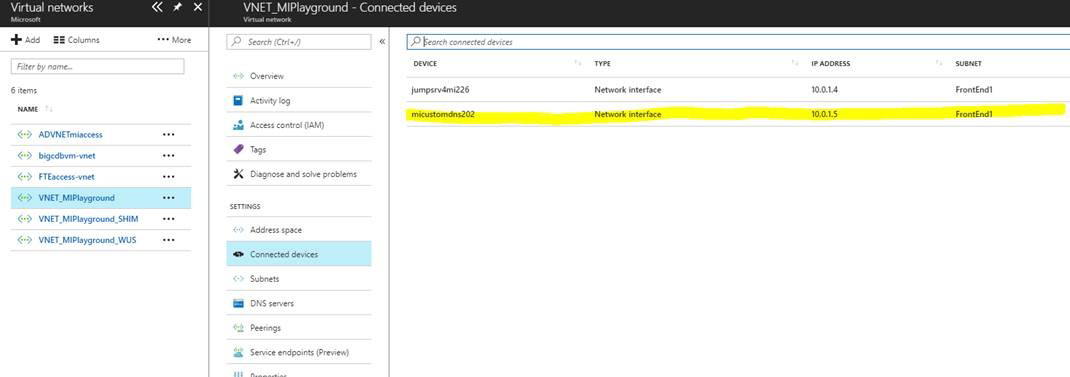 Virtual networks
Microsoft
Add Columns More
Filter by name...
6 items
NAME
ADVNETmiaccess
bigcdbvm-vnet
FTEaccess-vnet
VNET_MIPlayground
VNET_MIPlayground_SHIM
VNET_MIPlayground_WUS
VNET_MIPlayground - Connected devices
Virtual network
Search (Ctrl+/)
Overview
Activity log
Access control (IAM)
Tags
Diagnose and solve problems
SETTINGS
Address space
Connected devices
Subnets
DNS servers
Peerings
Service endpoints (Preview)
Properties
Search connected devices
DEVICE TYPE IP ADDRESS SUBNET
jumpsrv4mi226 Network interface 10.0.1.4 FrontEnd1
micustomdns202 Network interface 10.0.1.5 FrontEnd1